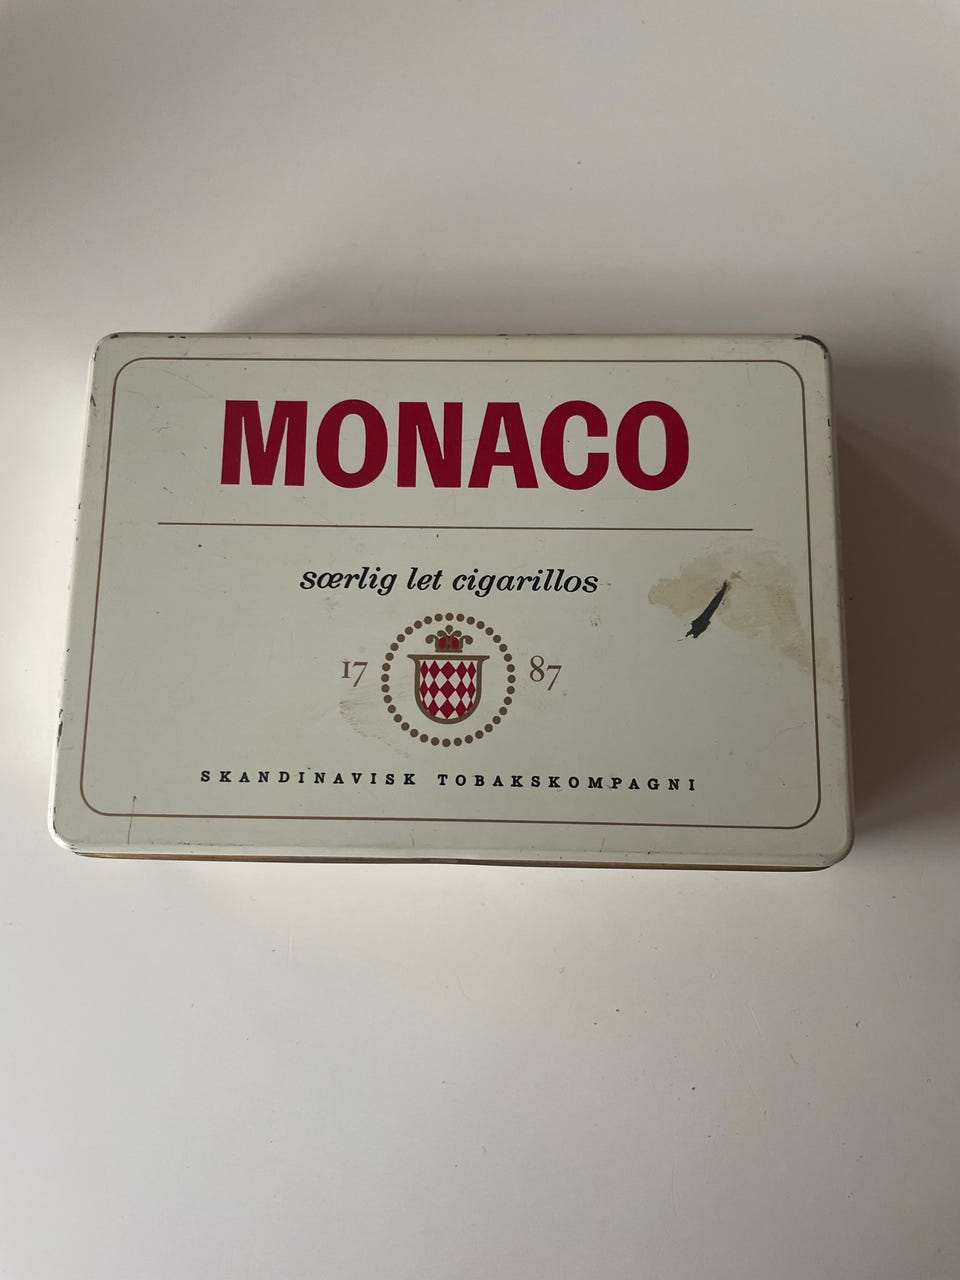 MONACO
særlig let cigarillos
17 87
SKANDINAVISK TOBAKSKOMPAGNI